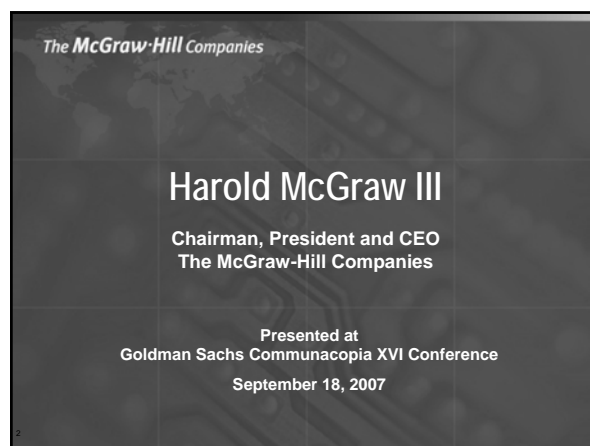 The McGraw·Hill Companies
Harold McGraw III
Chairman, President and CEO
The McGraw-Hill Companies
Presented at
Goldman Sachs Communacopia XVI Conference
September 18, 2007
2